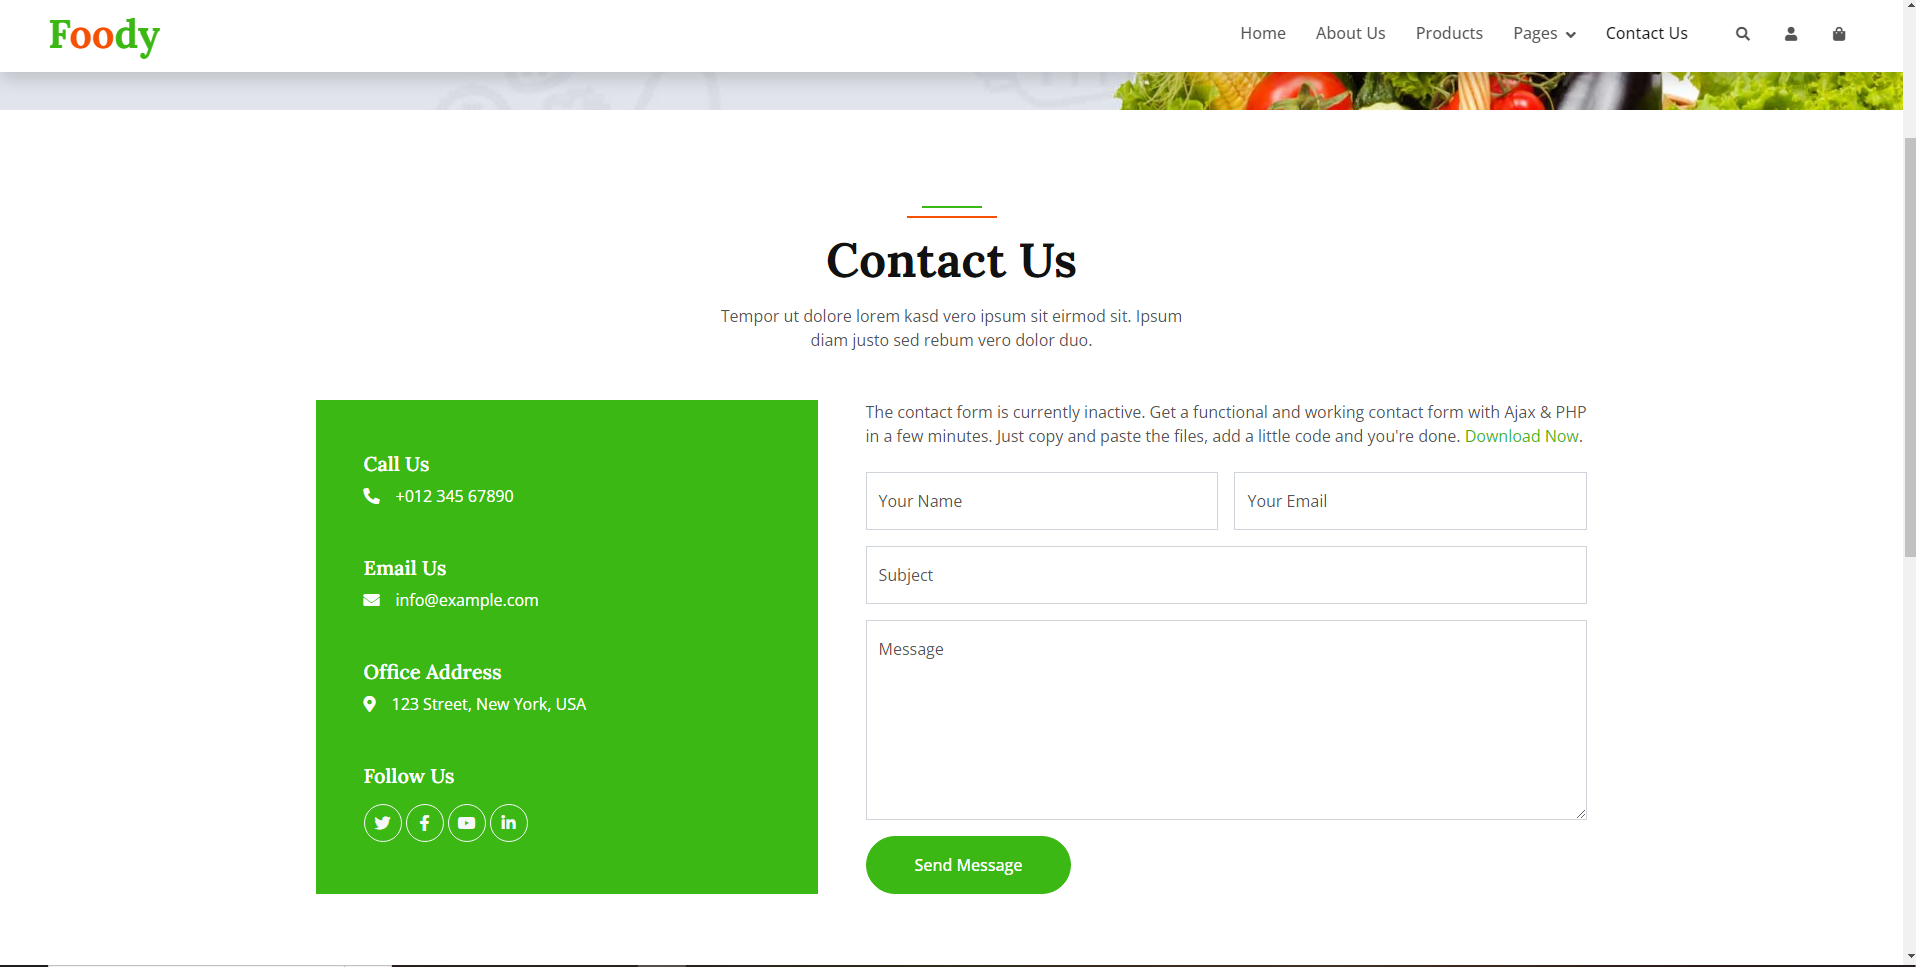 Foody
Home About Us Products Pages Contact Us
Contact Us
Tempor ut dolore lorem kasd vero ipsum sit eirmod sit. Ipsum
diam justo sed rebum vero dolor duo.
Call Us
+012 345 67890
Email Us
info@example.com
Office Address
123 Street, New York, USA
Follow Us
The contact form is currently inactive. Get a functional and working contact form with Ajax & PHP
in a few minutes. Just copy and paste the files, add a little code and you're done. Download Now.
Your Name
Your Email
Subject
Message
Send Message